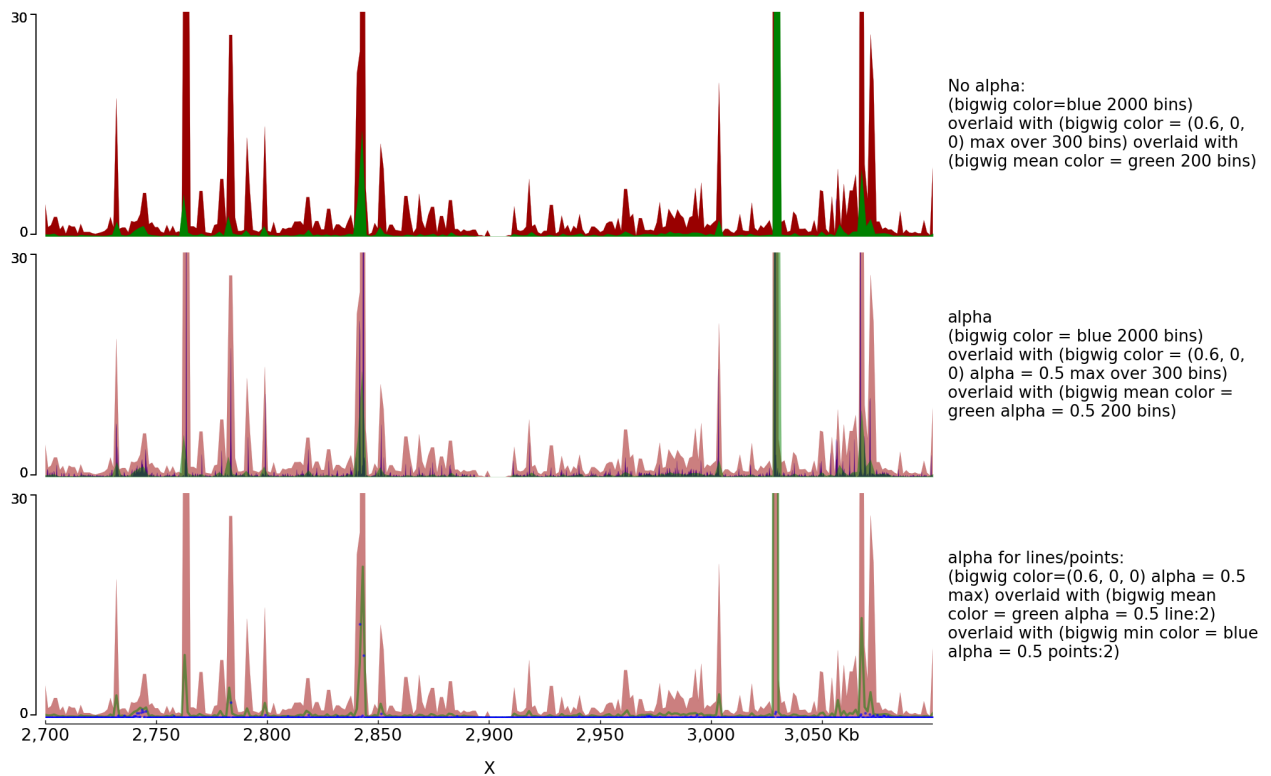 30
0
No alpha:
(bigwig color=blue 2000 bins)
overlaid with (bigwig color = (0.6, 0,
0) max over 300 bins) overlaid with
(bigwig mean color = green 200 bins)
30
0
alpha
(bigwig color = blue 2000 bins)
overlaid with (bigwig color = (0.6, 0,
0) alpha = 0.5 max over 300 bins)
overlaid with (bigwig mean color =
green alpha = 0.5 200 bins)
30
0
alpha for lines/points:
(bigwig color=(0.6, 0, 0) alpha = 0.5
max) overlaid with (bigwig mean
color = green alpha = 0.5 line:2)
overlaid with (bigwig min color = blue
alpha = 0.5 points:2)
2,700 2,750 2,800 2,850 2,900 2,950 3,000 3,050 Kb
X